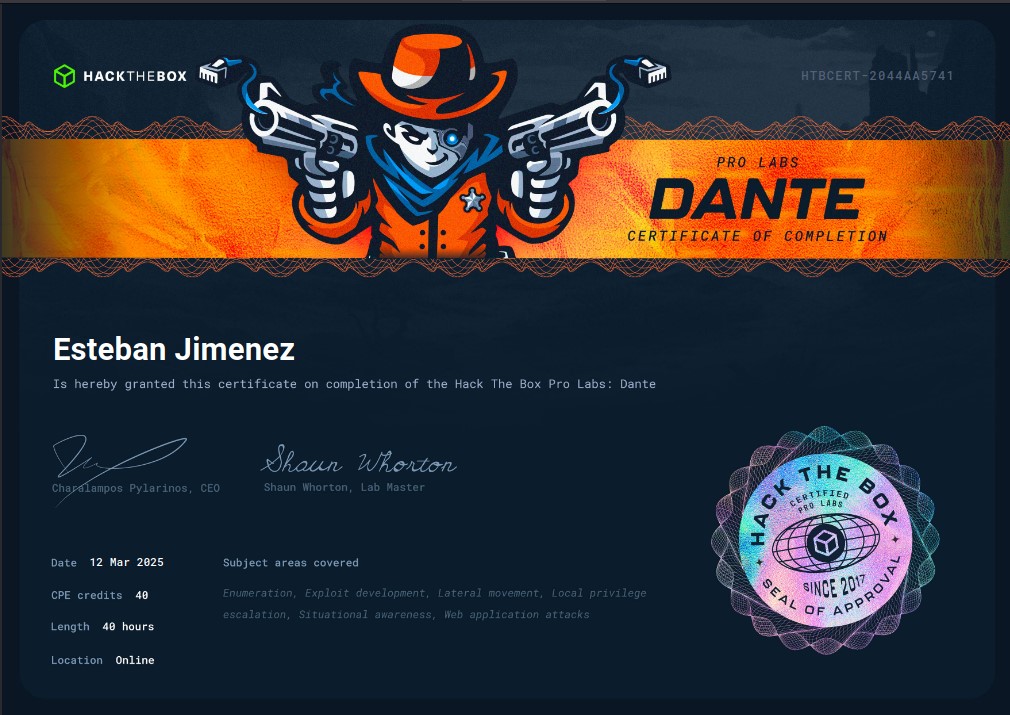 HACKTHEBOX
HTBCERT-2044AA5741
PRO LABS
DANTE
CERTIFICATE OF COMPLETION
Esteban Jimenez
Is hereby granted this certificate on completion of the Hack The Box Pro Labs: Dante
Shaun Whorton
Charalampos Pylarinos, CEO
Shaun Whorton, Lab Master
HACK THE BOX
CERTIFIED
PRO LABS
SINCE 2017
SEAL OF APPROVAL
Date 12 Mar 2025
CPE credits 40
Length 40 hours
Location Online
Subject areas covered
Enumeration, Exploit development, Lateral movement, Local privilege
escalation, Situational awareness, Web application attacks